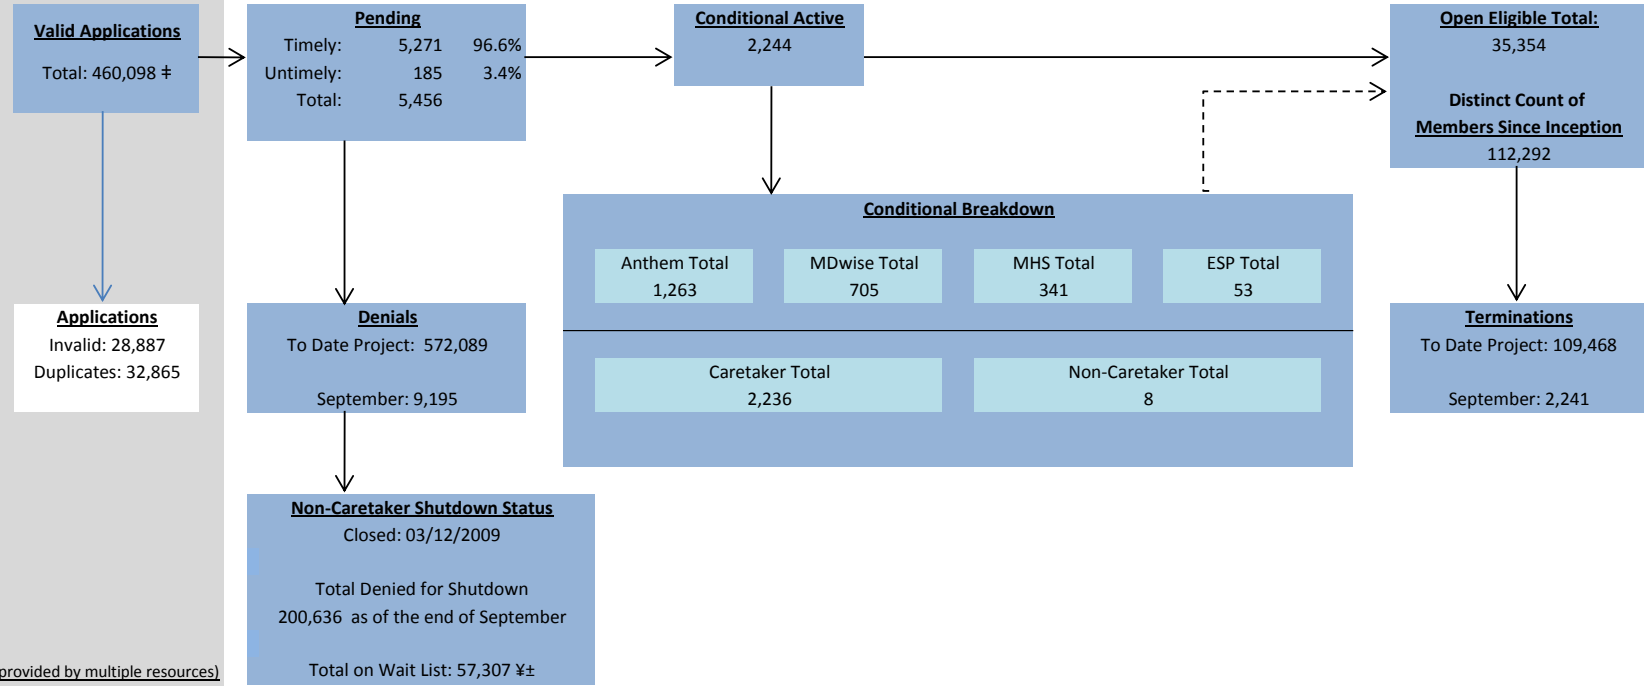 Valid Applications
Total: 460,098 ǂ
Applications
Invalid: 28,887
Duplicates: 32,865
provided by multiple resources)
Pending
Timely: 5,271 96.6%
Untimely: 185 3.4%
Total: 5,456
Denials
To Date Project: 572,089
September: 9,195
Non-Caretaker Shutdown Status
Closed: 03/12/2009
Total Denied for Shutdown
200,636 as of the end of September
Total on Wait List: 57,307 ¥±
Conditional Active
2,244
Conditional Breakdown
Anthem Total
1,263
MDwise Total
705
MHS Total
341
ESP Total
53
Caretaker Total
2,236
Non-Caretaker Total
8
Open Eligible Total:
35,354
Distinct Count of
Members Since Inception
112,292
Terminations
To Date Project: 109,468
September: 2,241